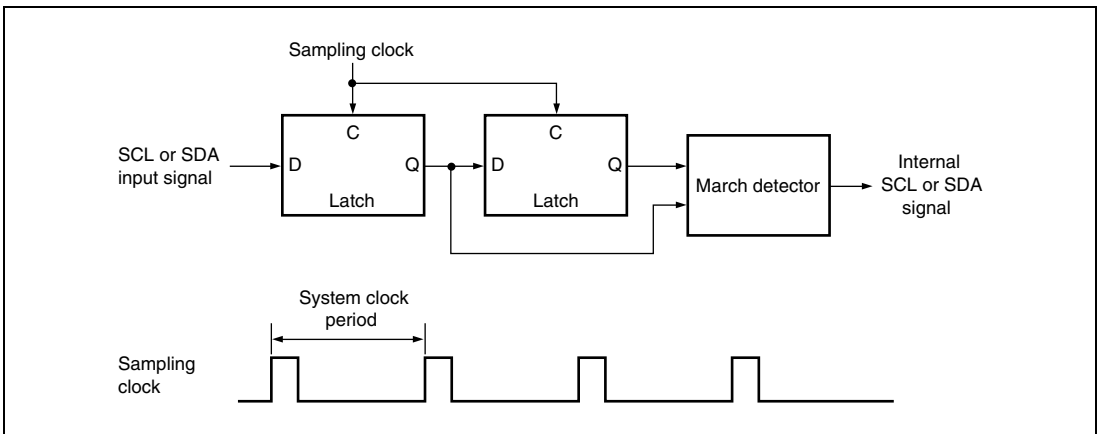 Sampling clock
SCL or SDA
input signal
C
D
Q
Latch
C
D
Q
Latch
March detector
Internal
SCL or SDA
signal
System clock
period
Sampling
clock